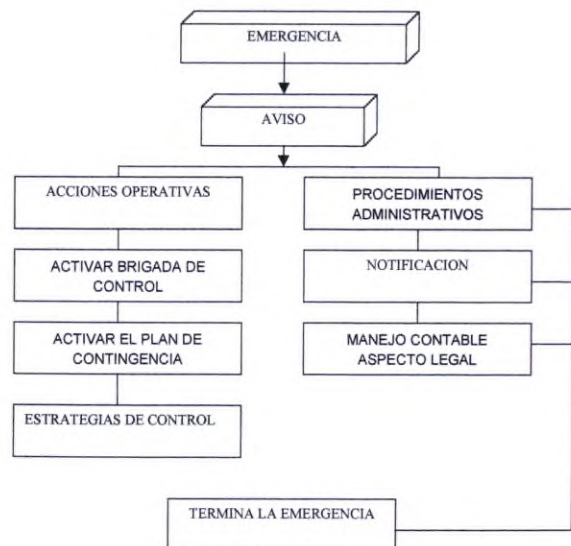 EMERGENCIA
AVISO
ACCIONES OPERATIVAS
ACTIVAR BRIGADA DE
CONTROL
ACTIVAR EL PLAN DE
CONTINGENCIA
ESTRATEGIAS DE CONTROL
PROCEDIMIENTOS
ADMINISTRATIVOS
NOTIFICACION
MANEJO CONTABLE
ASPECTO LEGAL
TERMINA LA EMERGENCIA